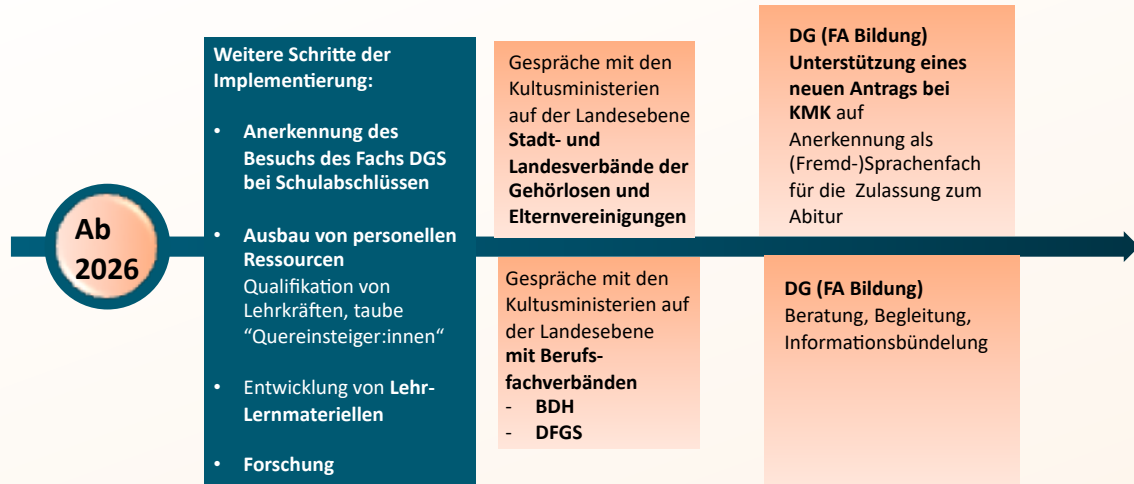 Ab
2026
Weitere Schritte der
Implementierung:
• Anerkennung des
Besuchs des Fachs DGS
bei Schulabschlüssen
• Ausbau von personellen
Ressourcen
Qualifikation von
Lehrkräften, taube
“Quereinsteiger:innen“
• Entwicklung von Lehr-
Lernmateriellen
• Forschung
Gespräche mit den
Kultusministerien
auf der Landesebene
Stadt- und
Landesverbände der
Gehörlosen und
Elternvereinigungen
Gespräche mit den
Kultusministerien auf
der Landesebene
mit Berufs-
fachverbänden
- BDH
- DFGS
DG (FA Bildung)
Unterstützung eines
neuen Antrags bei
KMK auf
Anerkennung als
(Fremd-)Sprachenfach
für die Zulassung zum
Abitur
DG (FA Bildung)
Beratung, Begleitung,
Informationsbündelung